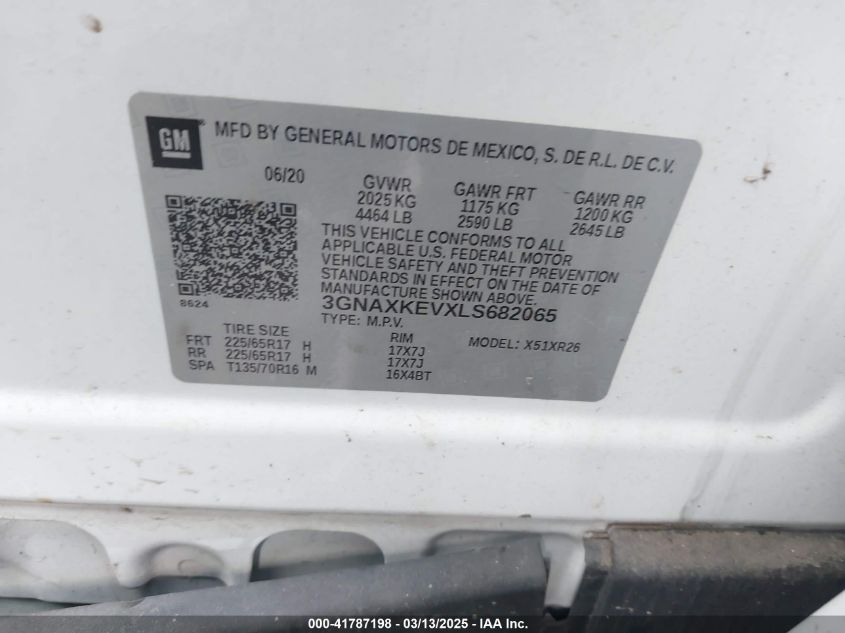 GM ® MFD BY GENERAL MOTORS DE MEXICO, S. DE R.L. DE C.V.
06/20 GVWR GAWR FRT GAWR RR
2025 KG 1175 KG 1200 KG
4464 LB 2590 LB 2645 LB
THIS VEHICLE CONFORMS TO ALL
APPLICABLE U.S. FEDERAL MOTOR
VEHICLE SAFETY AND THEFT PREVENTION
STANDARDS IN EFFECT ON THE DATE OF
MANUFACTURE SHOWN ABOVE.
8624 3GNAXKEVXLS682065
TYPE: M.P.V. MODEL: X51XR26
TIRE SIZE RIM
FRT 225/65R17 H 17X7J
RR 225/65R17 H 17X7J
SPA T135/70R16 M 16X4BT
000-41787198 - 03/13/2025 - IAA Inc.